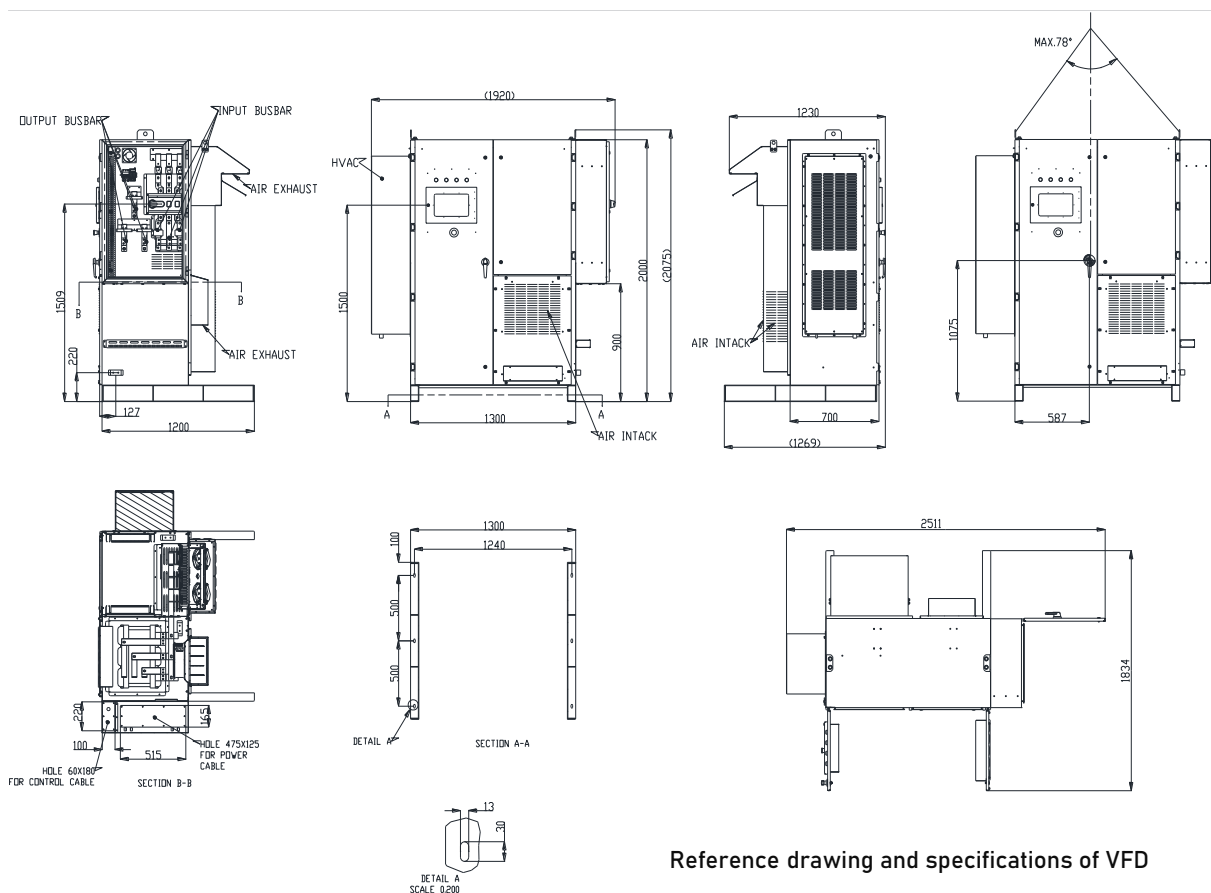 MAX.78°
(1920)
INPUT BUSBAR
OUTPUT BUSBAR
1230
HVAC
AIR EXHAUST
1509
1500
2000
(2075)
1075
B
B
900
AIR INTACK
220
AIR EXHAUST
127
A
A
700
587
1200
1300
AIR INTACK
(1269)
1300
1240
100
2511
500
500
1834
220
165
100
515
HOLE 475X125
FOR POWER
CABLE
HOLE 60X180
FOR CONTROL CABLE
SECTION B-B
DETAIL A
SECTION A-A
13
30
DETAIL A
SCALE 0.200
Reference drawing and specifications of VFD